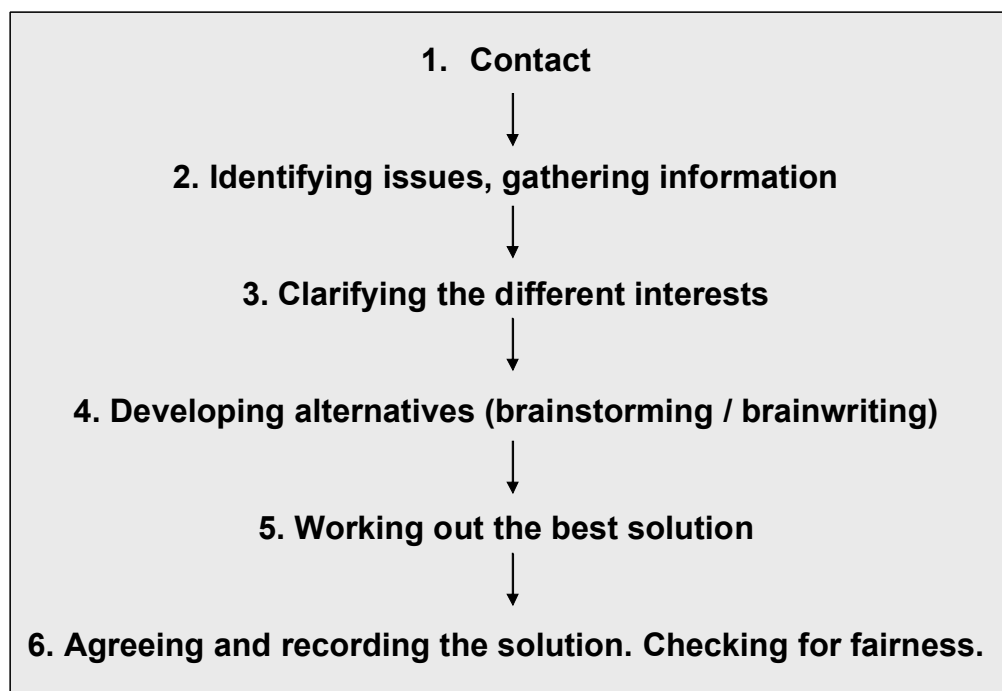 1. Contact
2. Identifying issues, gathering information
3. Clarifying the different interests
4. Developing alternatives (brainstorming / brainwriting)
5. Working out the best solution
6. Agreeing and recording the solution. Checking for fairness.